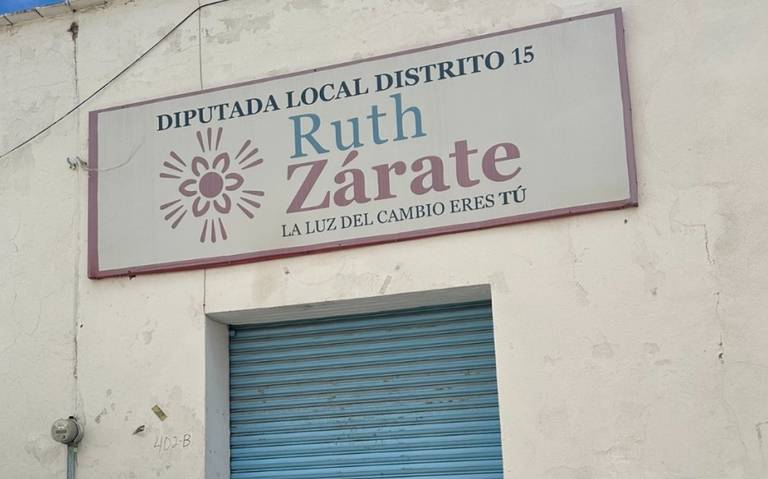 DIPUTADA LOCAL DISTRITO 15
Ruth
Zárate
LA LUZ DEL CAMBIO ERES TÚ
402-B